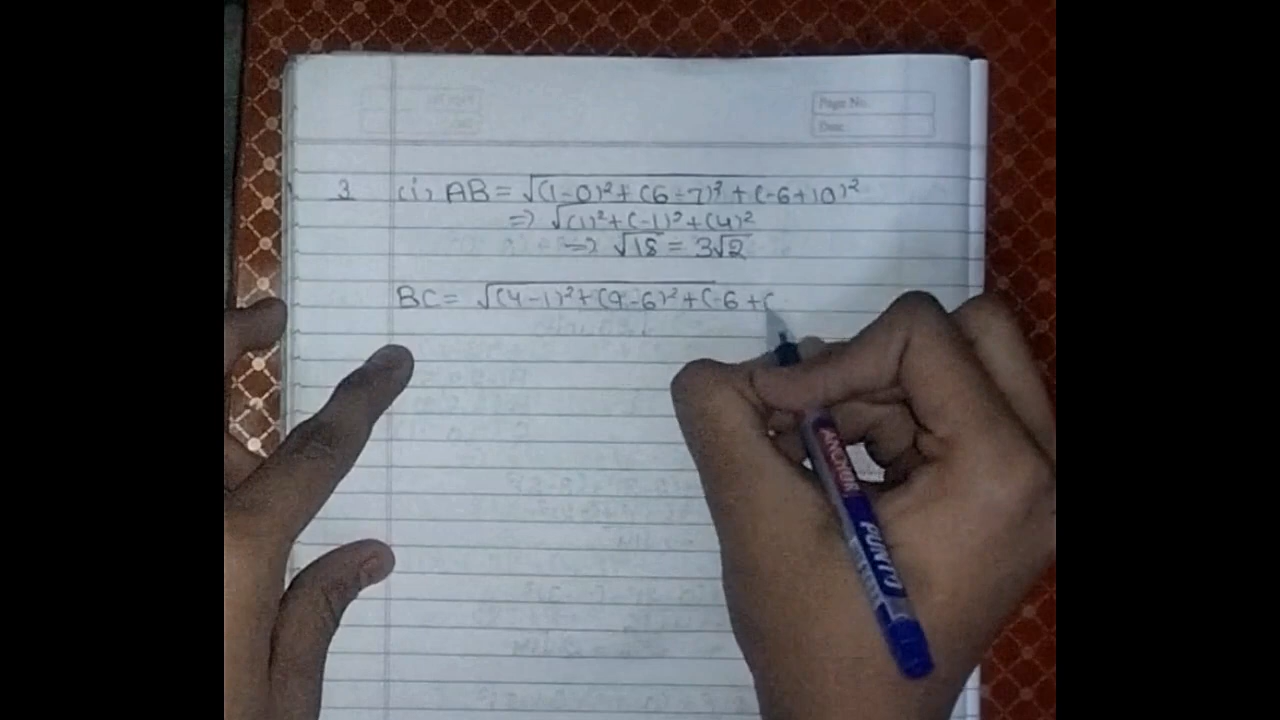 Page No.
Date
3 (i) AB = √(1-0)²+(6-7)²+(-6+10)²
⇒ √(1)²+(-1)²+(4)²
⇒ √18 = 3√2
BC = √(4-1)²+(9-6)²+(-6+(
ANCHOR
PUNTO